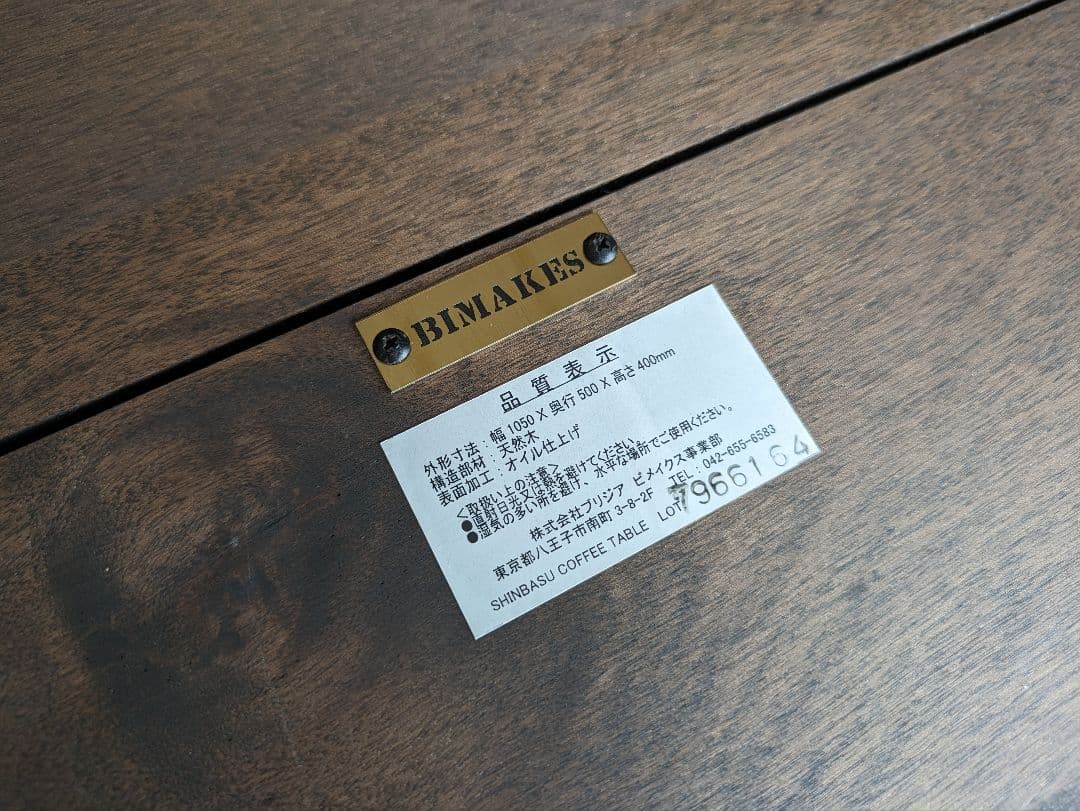 BIMAKES
品質表示
外形寸法：幅 1050 X 奥行 500 X 高さ 400mm
構造部材：天然木
表面加工：オイル仕上げ
＜取扱い上の注意＞
●直射日光又は熱を避けてください。
●湿気の多い所を避け、水平な場所でご使用ください。
株式会社ブリジア ビメイクス事業部
東京都八王子市南町 3-8-2F TEL：042-655-6583
SHINBASU COFFEE TABLE LOT. 7966164